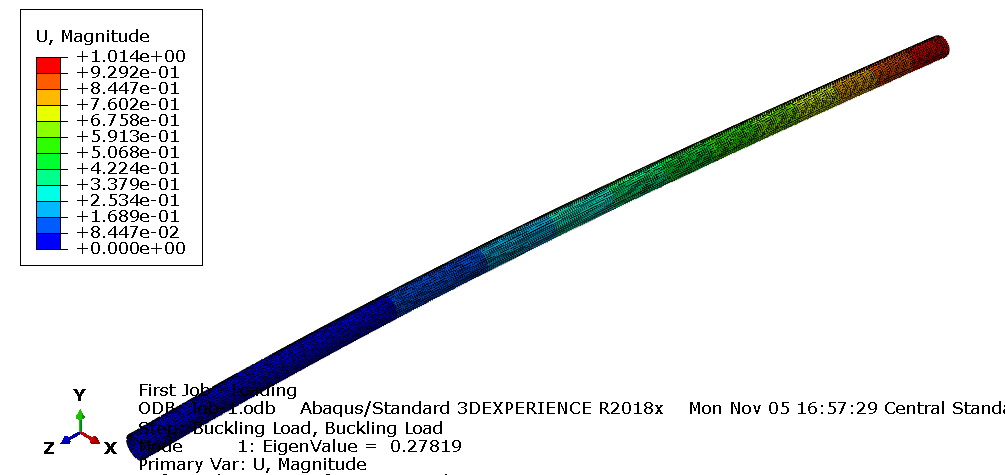 U, Magnitude
+1.014e+00
+9.292e-01
+8.447e-01
+7.602e-01
+6.758e-01
+5.913e-01
+5.068e-01
+4.224e-01
+3.379e-01
+2.534e-01
+1.689e-01
+8.447e-02
+0.000e+00
Y
Z
X
First Job
ODB: Abaqus/Standard 3DEXPERIENCE R2018x Mon Nov 05 16:57:29 Central
Buckling Load, Buckling Load
Mode 1: EigenValue = 0.27819
Primary Var: U, Magnitude